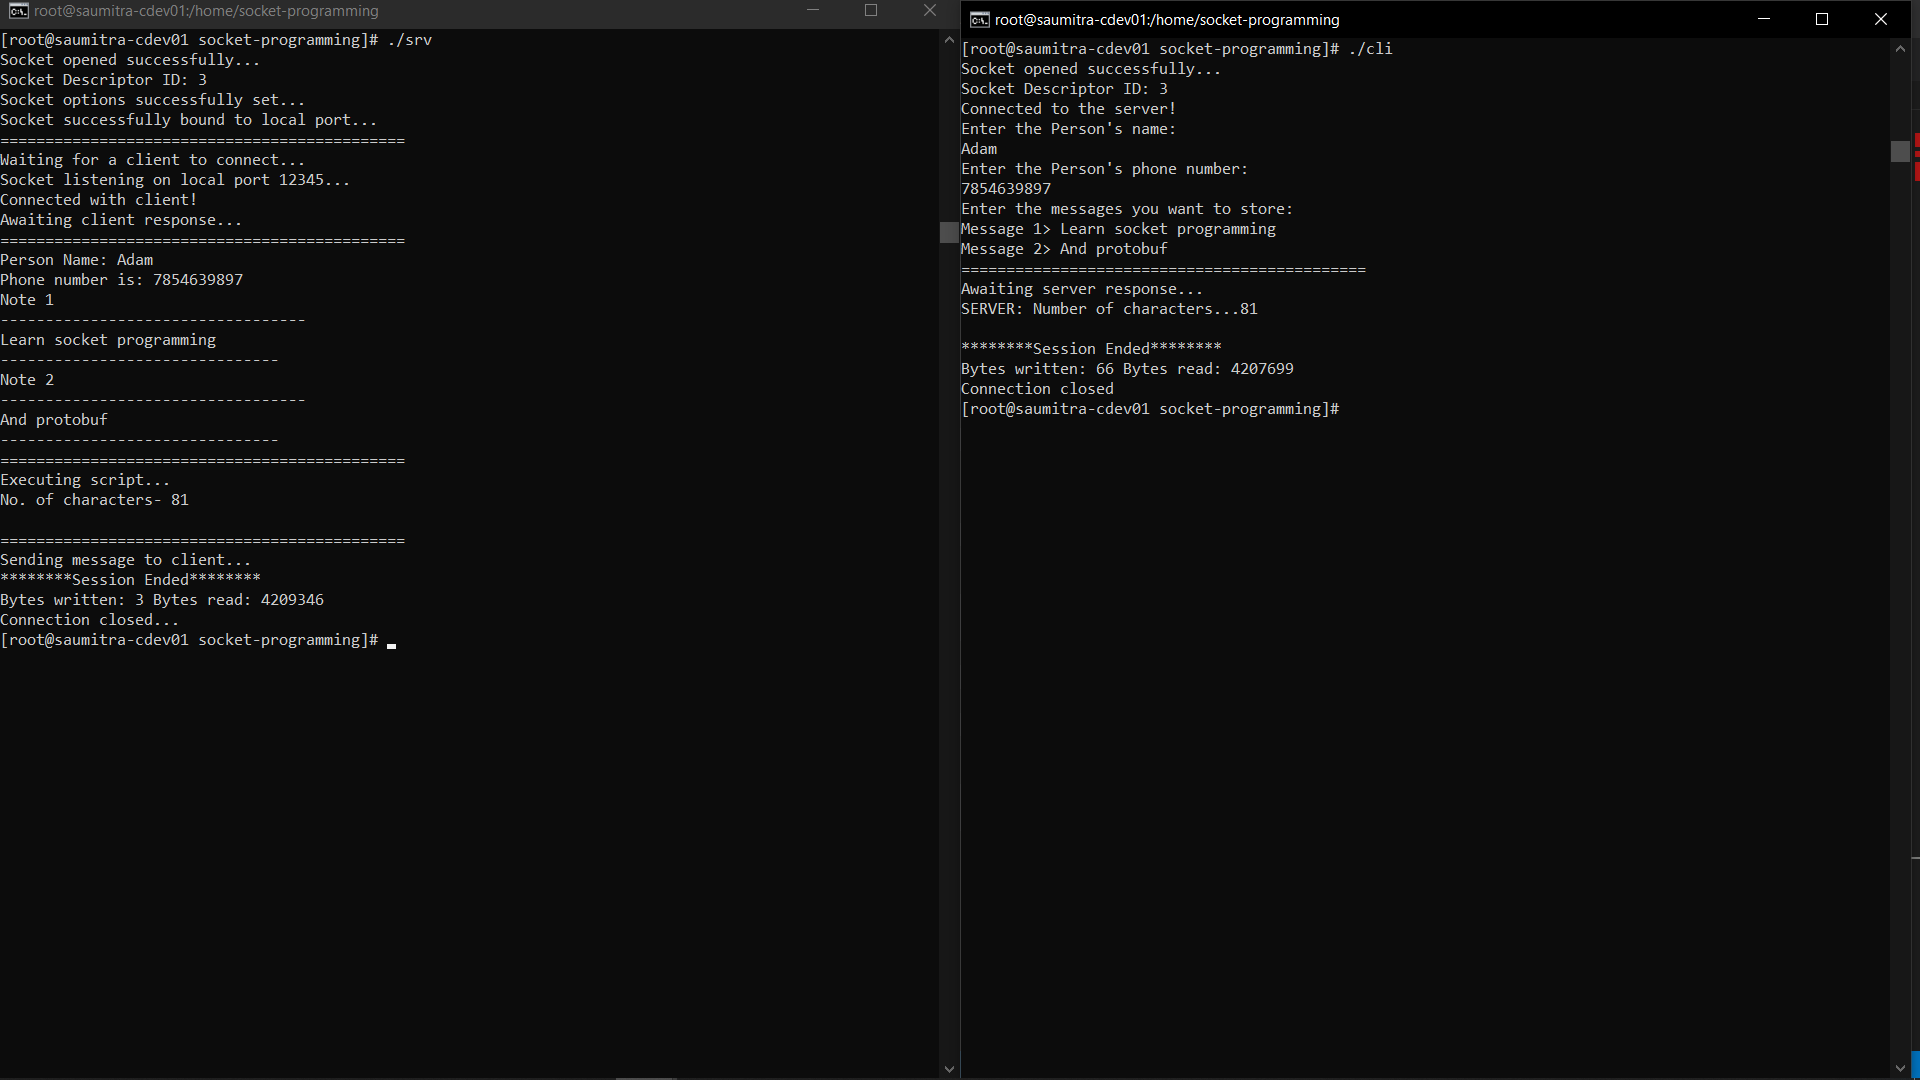 root@saumitra-cdev01:/home/socket-programming
[root@saumitra-cdev01 socket-programming]# ./srv
Socket opened successfully...
Socket Descriptor ID: 3
Socket options successfully set...
Socket successfully bound to local port...
=============================================
Waiting for a client to connect...
Socket listening on local port 12345...
Connected with client!
Awaiting client response...
=============================================
Person Name: Adam
Phone number is: 7854639897
Note 1
----------------------------------
Learn socket programming
-------------------------------
Note 2
----------------------------------
And protobuf
-------------------------------
=============================================
Executing script...
No. of characters- 81
=============================================
Sending message to client...
********Session Ended********
Bytes written: 3 Bytes read: 4209346
Connection closed...
[root@saumitra-cdev01 socket-programming]#
root@saumitra-cdev01:/home/socket-programming
[root@saumitra-cdev01 socket-programming]# ./cli
Socket opened successfully...
Socket Descriptor ID: 3
Connected to the server!
Enter the Person's name:
Adam
Enter the Person's phone number:
7854639897
Enter the messages you want to store:
Message 1> Learn socket programming
Message 2> And protobuf
=============================================
Awaiting server response...
SERVER: Number of characters...81
********Session Ended********
Bytes written: 66 Bytes read: 4207699
Connection closed
[root@saumitra-cdev01 socket-programming]#